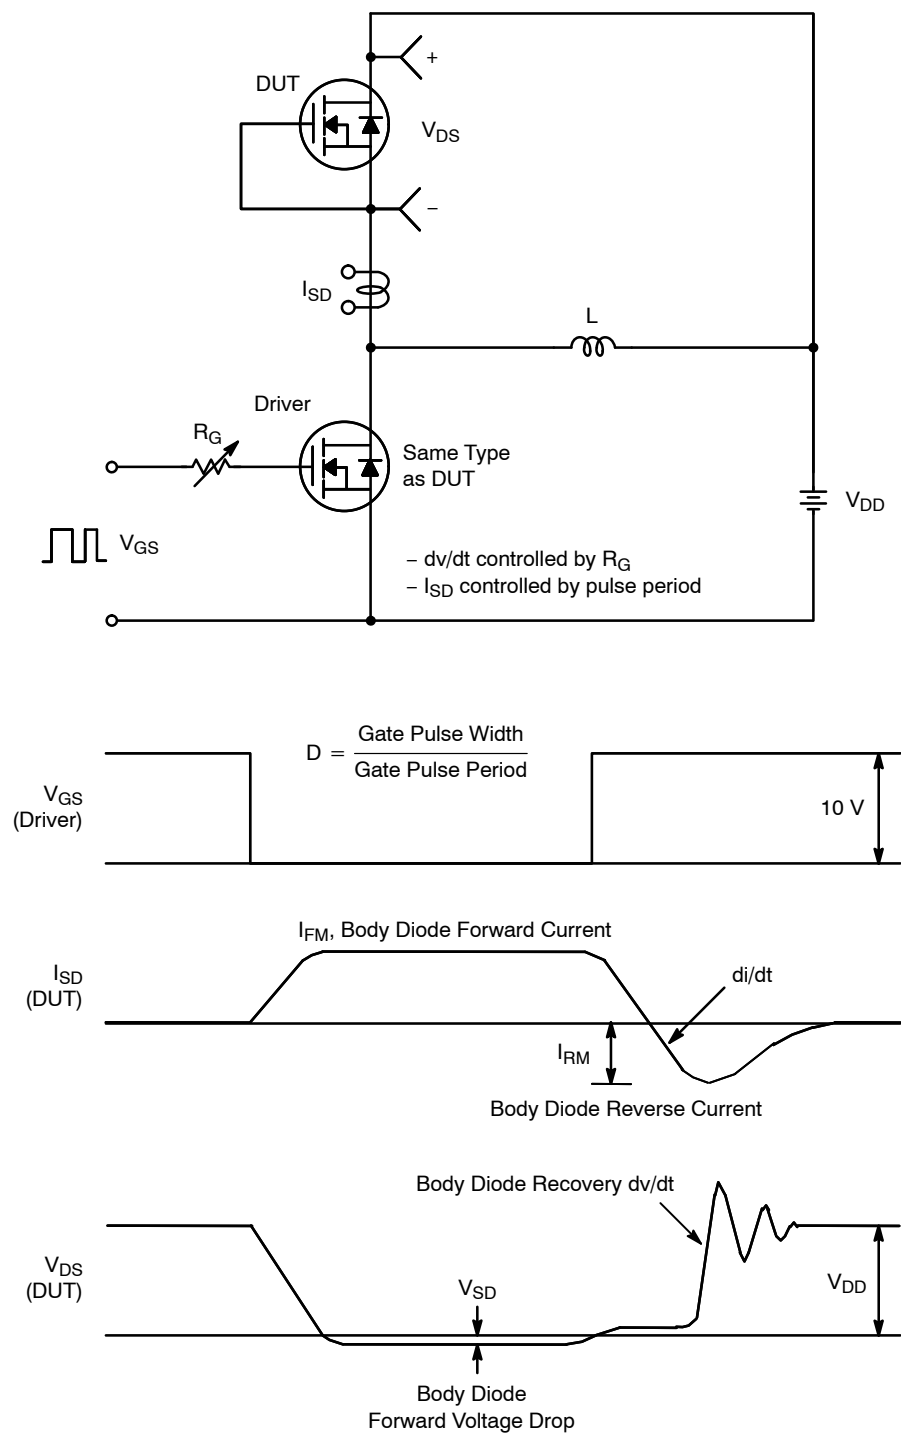 +
DUT
V_DS
−
I_SD
L
Driver
R_G
Same Type
as DUT
V_DD
V_GS
− dv/dt controlled by R_G
− I_SD controlled by pulse period
D = Gate Pulse Width
Gate Pulse Period
V_GS
(Driver)
10 V
I_FM, Body Diode Forward Current
I_SD
(DUT)
di/dt
I_RM
Body Diode Reverse Current
Body Diode Recovery dv/dt
V_DS
(DUT)
V_SD
V_DD
Body Diode
Forward Voltage Drop